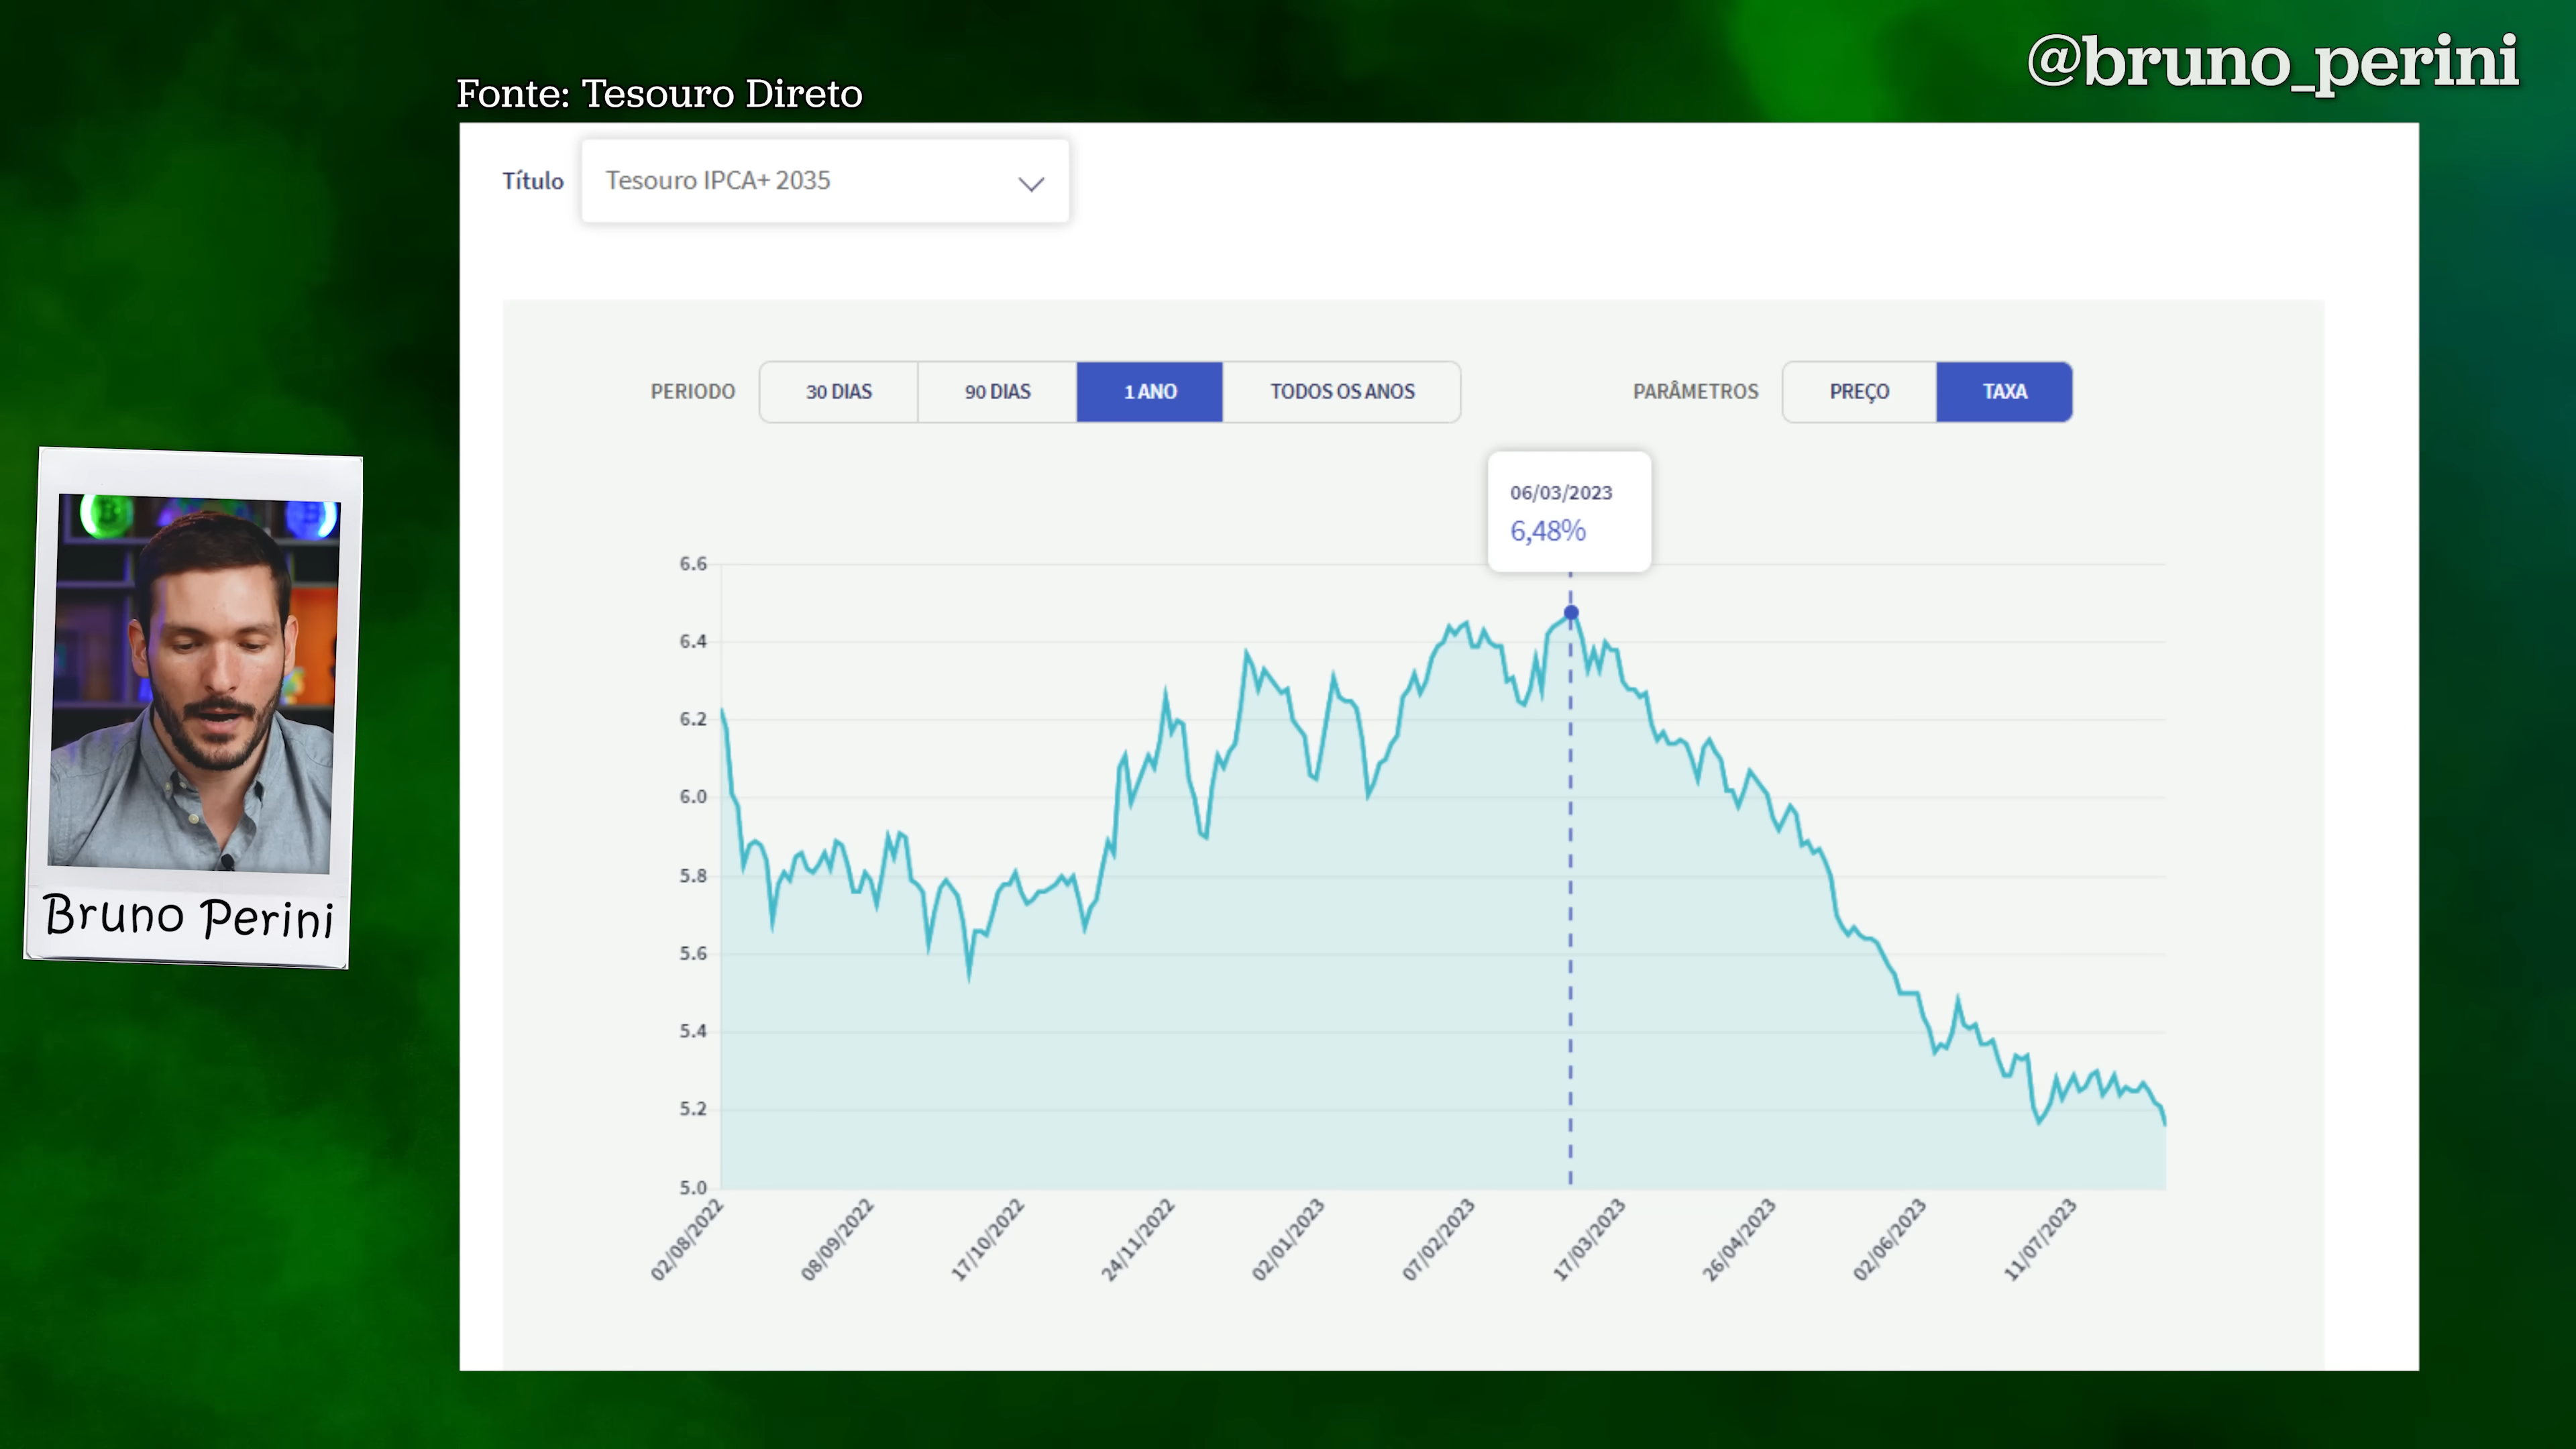 @bruno_perini
Fonte: Tesouro Direto
Título
Tesouro IPCA+ 2035
PERIODO
30 DIAS
90 DIAS
1 ANO
TODOS OS ANOS
PARÂMETROS
PREÇO
TAXA
06/03/2023
6,48%
6.6
6.4
6.2
6.0
5.8
5.6
5.4
5.2
5.0
02/08/2022
08/09/2022
17/10/2022
24/11/2022
02/01/2023
07/02/2023
17/03/2023
26/04/2023
02/06/2023
11/07/2023
Bruno Perini